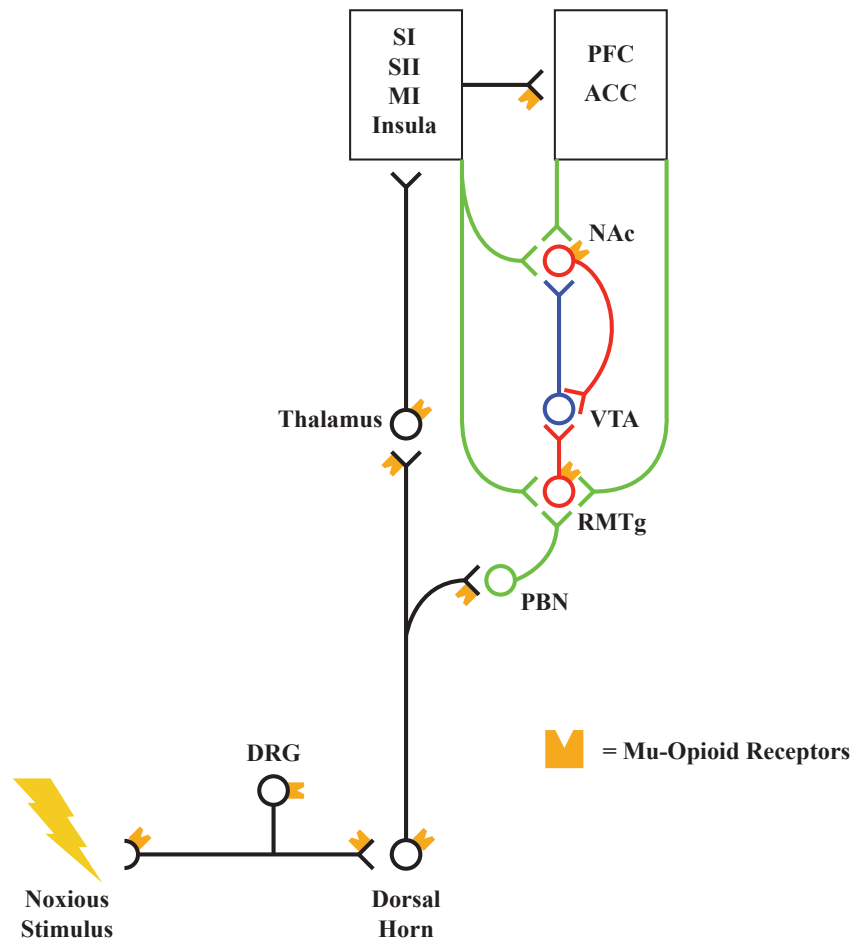 SI
SII
MI
Insula
PFC
ACC
NAc
Thalamus
VTA
RMTg
PBN
DRG
= Mu-Opioid Receptors
Noxious
Stimulus
Dorsal
Horn